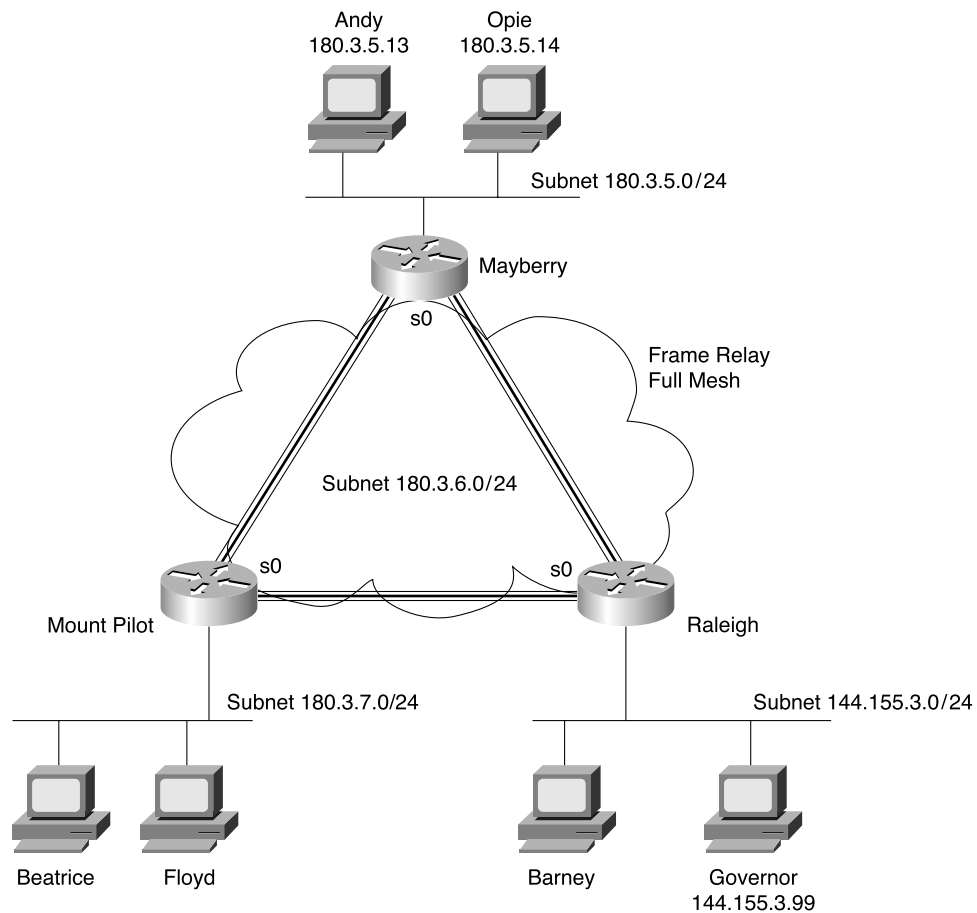 Andy
180.3.5.13
Opie
180.3.5.14
Subnet 180.3.5.0/24
Mayberry
s0
Frame Relay
Full Mesh
Subnet 180.3.6.0/24
s0
s0
Mount Pilot
Raleigh
Subnet 180.3.7.0/24
Subnet 144.155.3.0/24
Beatrice
Floyd
Barney
Governor
144.155.3.99